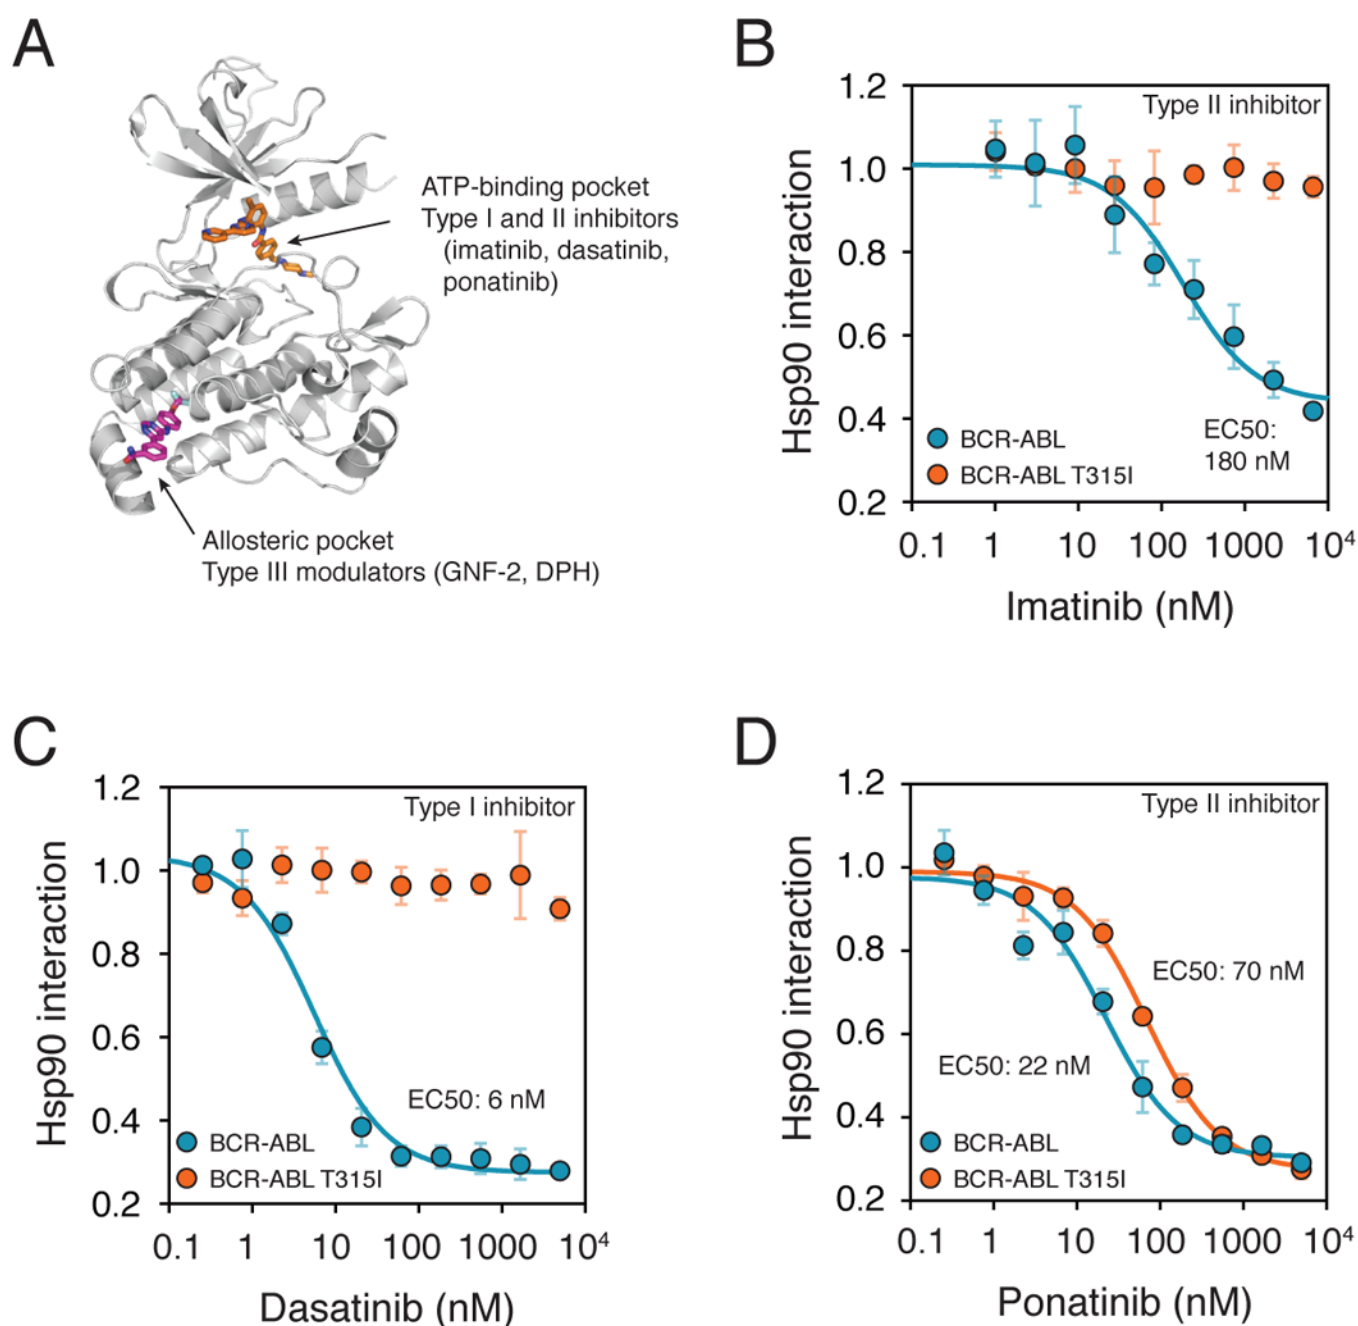 A
ATP-binding pocket
Type I and II inhibitors
(imatinib, dasatinib,
ponatinib)
Allosteric pocket
Type III modulators (GNF-2, DPH)
B
Type II inhibitor
Hsp90 interaction
1.2
1.0
0.8
0.6
0.4
0.2
BCR-ABL
BCR-ABL T315I
EC50:
180 nM
0.1 1 10 100 1000 10⁴
Imatinib (nM)
C
Type I inhibitor
Hsp90 interaction
1.2
1.0
0.8
0.6
0.4
0.2
EC50: 6 nM
BCR-ABL
BCR-ABL T315I
0.1 1 10 100 1000 10⁴
Dasatinib (nM)
D
Type II inhibitor
Hsp90 interaction
1.2
1.0
0.8
0.6
0.4
0.2
EC50: 70 nM
EC50: 22 nM
BCR-ABL
BCR-ABL T315I
0.1 1 10 100 1000 10⁴
Ponatinib (nM)